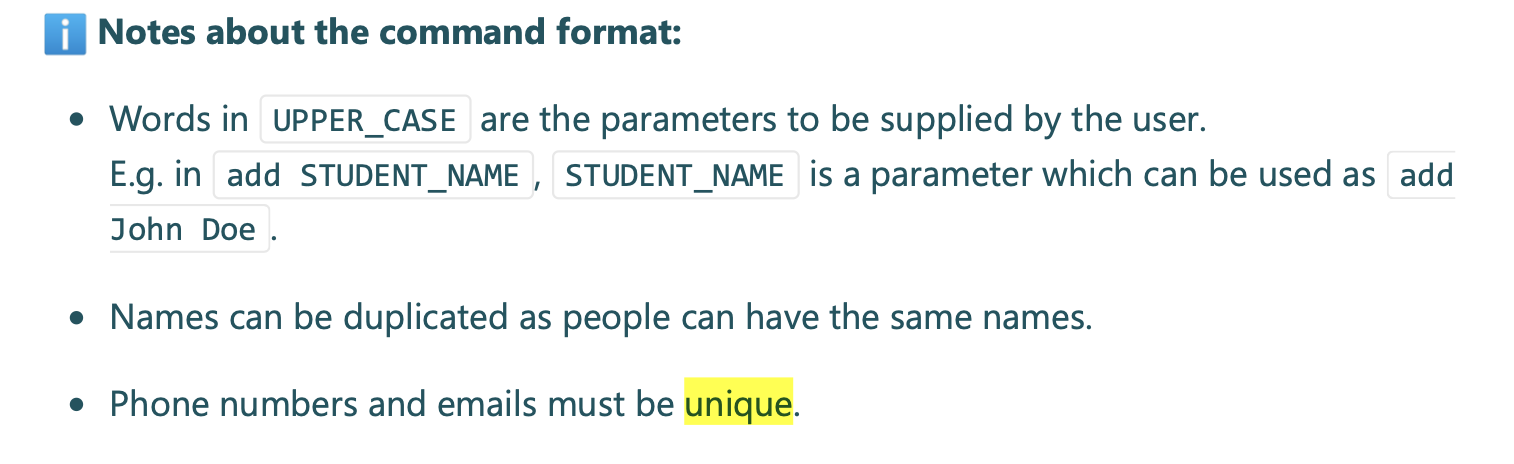 ℹ️ Notes about the command format:
• Words in UPPER_CASE are the parameters to be supplied by the user.
E.g. in add STUDENT_NAME, STUDENT_NAME is a parameter which can be used as add
John Doe.
• Names can be duplicated as people can have the same names.
• Phone numbers and emails must be unique.